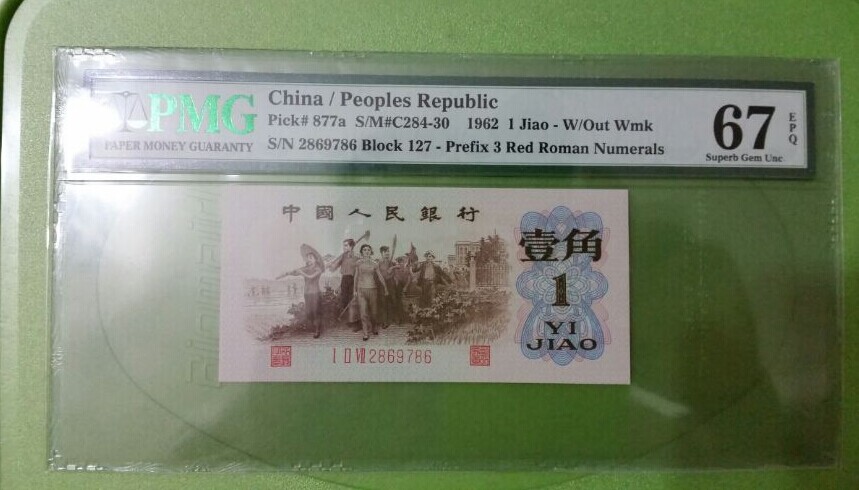 PMG
PAPER MONEY GUARANTY
China / Peoples Republic
Pick# 877a S/M#C284-30 1962 1 Jiao - W/Out Wmk
S/N 2869786 Block 127 - Prefix 3 Red Roman Numerals
67
EPQ
Superb Gem Unc
中國人民銀行
壹角
1
YI
JIAO
I II VII 2869786